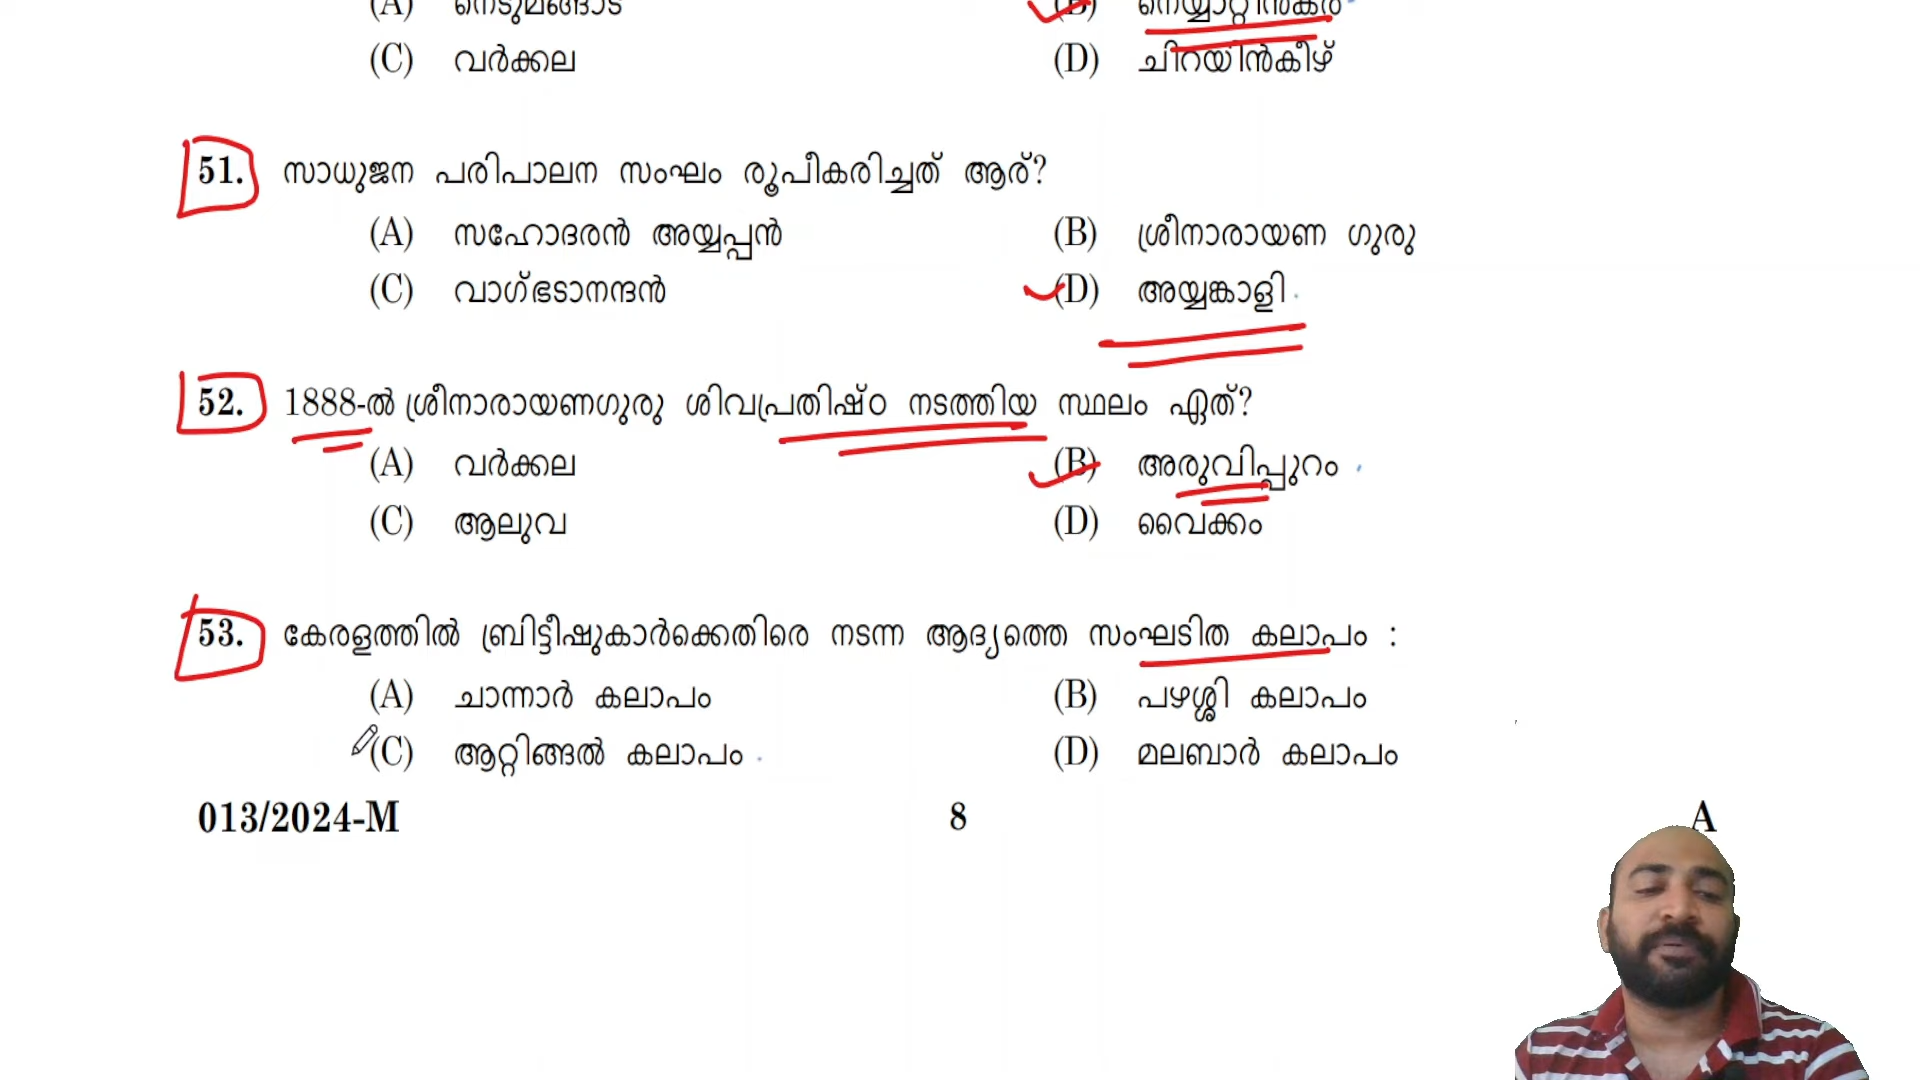 (A) നെടുമങ്ങാട് (B) നെയ്യാറ്റിൻകര
(C) വർക്കല (D) ചിറയിൻകീഴ്
51. സാധുജന പരിപാലന സംഘം രൂപീകരിച്ചത് ആര്?
(A) സഹോദരൻ അയ്യപ്പൻ (B) ശ്രീനാരായണ ഗുരു
(C) വാഗ്ഭടാനന്ദൻ (D) അയ്യങ്കാളി
52. 1888-ൽ ശ്രീനാരായണഗുരു ശിവപ്രതിഷ്ഠ നടത്തിയ സ്ഥലം ഏത്?
(A) വർക്കല (B) അരുവിപ്പുറം
(C) ആലുവ (D) വൈക്കം
53. കേരളത്തിൽ ബ്രിട്ടീഷുകാർക്കെതിരെ നടന്ന ആദ്യത്തെ സംഘടിത കലാപം :
(A) ചാന്നാർ കലാപം (B) പഴശ്ശി കലാപം
(C) ആറ്റിങ്ങൽ കലാപം (D) മലബാർ കലാപം
013/2024-M 8 A